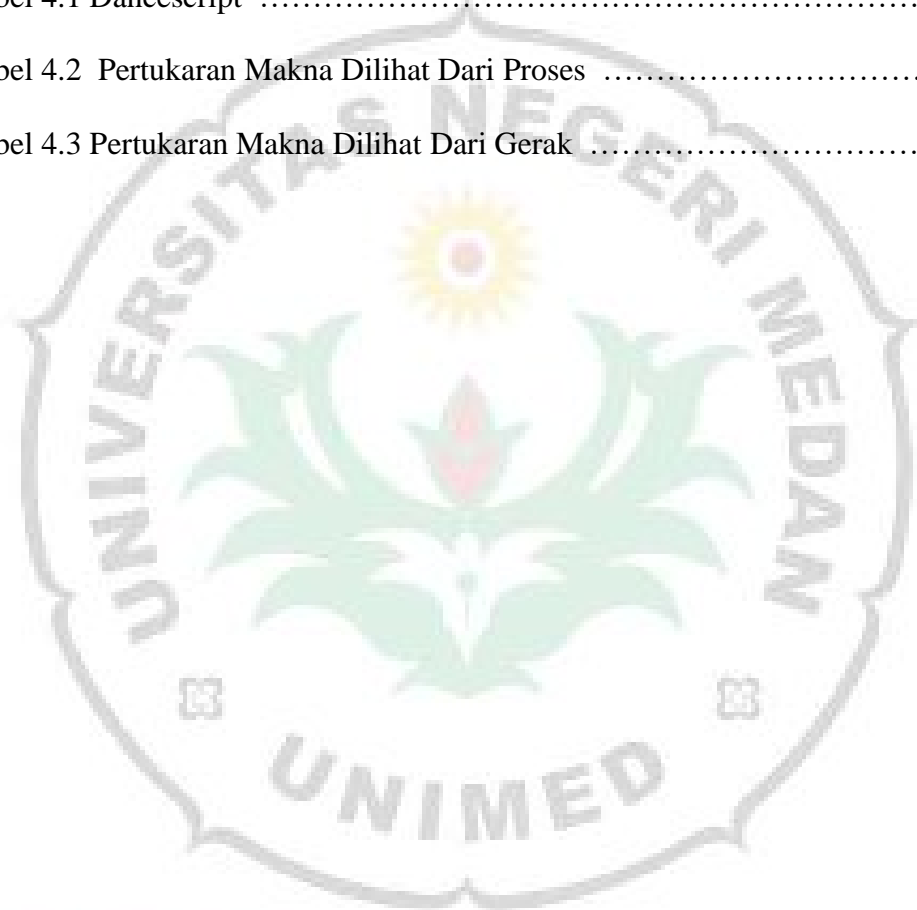 bel 4.1 Dancescript ……………………………………………………………
bel 4.2  Pertukaran Makna Dilihat Dari Proses ……………………………
bel 4.3 Pertukaran Makna Dilihat Dari Gerak ……………………………
UNIVERSITAS NEGERI MEDAN
UNIMED